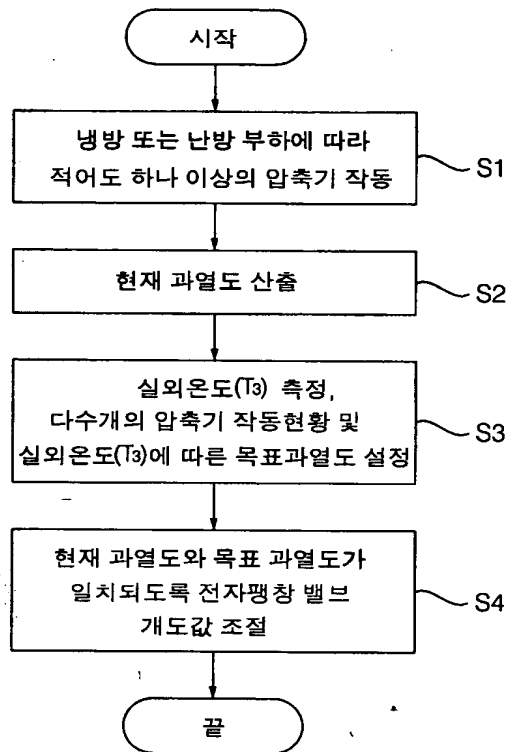 시작
냉방 또는 난방 부하에 따라
적어도 하나 이상의 압축기 작동
S1
현재 과열도 산출
S2
실외온도(T3) 측정,
다수개의 압축기 작동현황 및
실외온도(T3)에 따른 목표과열도 설정
S3
현재 과열도와 목표 과열도가
일치되도록 전자팽창 밸브
개도값 조절
S4
끝